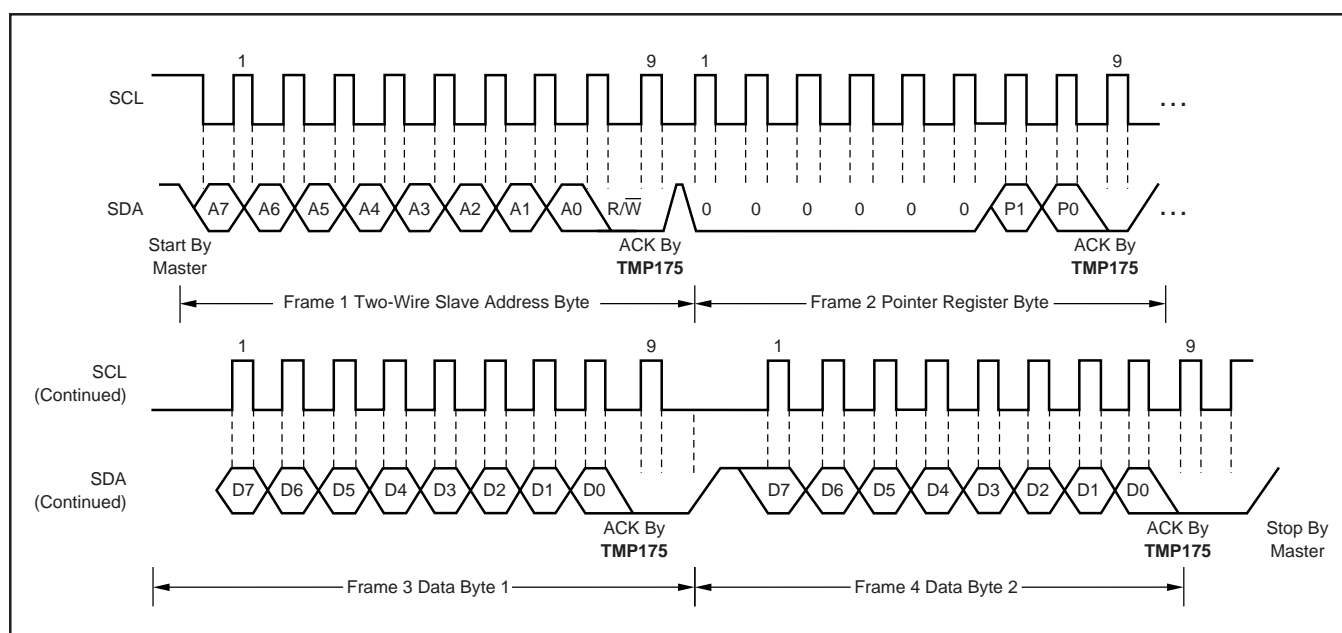 1 9 1 9
SCL ...
SDA A7 A6 A5 A4 A3 A2 A1 A0 R/W̅ 0 0 0 0 0 0 P1 P0 ...
Start By
Master
ACK By
TMP175
ACK By
TMP175
Frame 1 Two-Wire Slave Address Byte
Frame 2 Pointer Register Byte
1 9 1 9
SCL
(Continued)
SDA
(Continued)
D7 D6 D5 D4 D3 D2 D1 D0 D7 D6 D5 D4 D3 D2 D1 D0
ACK By
TMP175
ACK By
TMP175
Stop By
Master
Frame 3 Data Byte 1
Frame 4 Data Byte 2